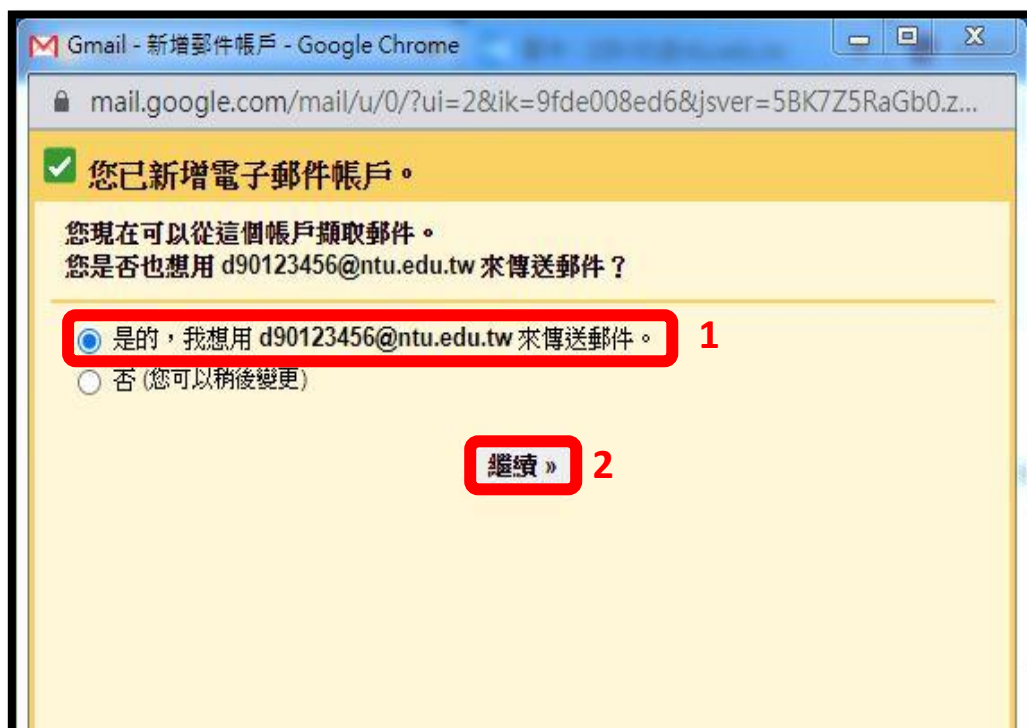 Gmail - 新增郵件帳戶 - Google Chrome
mail.google.com/mail/u/0/?ui=2&ik=9fde008ed6&jsver=5BK7Z5RaGb0.z...
您已新增電子郵件帳戶。
您現在可以從這個帳戶擷取郵件。
您是否也想用 d90123456@ntu.edu.tw 來傳送郵件？
是的，我想用 d90123456@ntu.edu.tw 來傳送郵件。 1
否 (您可以稍後變更)
繼續 » 2